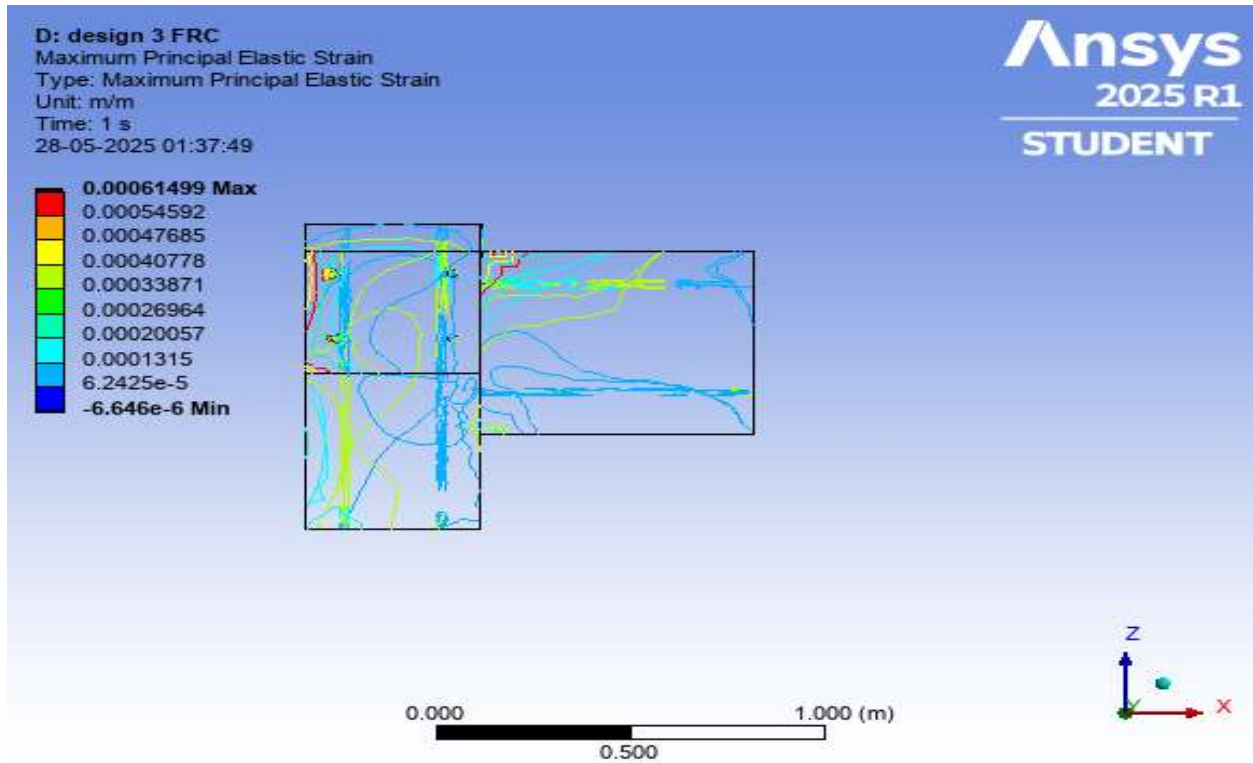 D: design 3 FRC
Maximum Principal Elastic Strain
Type: Maximum Principal Elastic Strain
Unit: m/m
Time: 1 s
28-05-2025 01:37:49
Ansys
2025 R1
STUDENT
0.00061499 Max
0.00054592
0.00047685
0.00040778
0.00033871
0.00026964
0.00020057
0.0001315
6.2425e-5
-6.646e-6 Min
0.000 1.000 (m)
0.500
Z
Y X